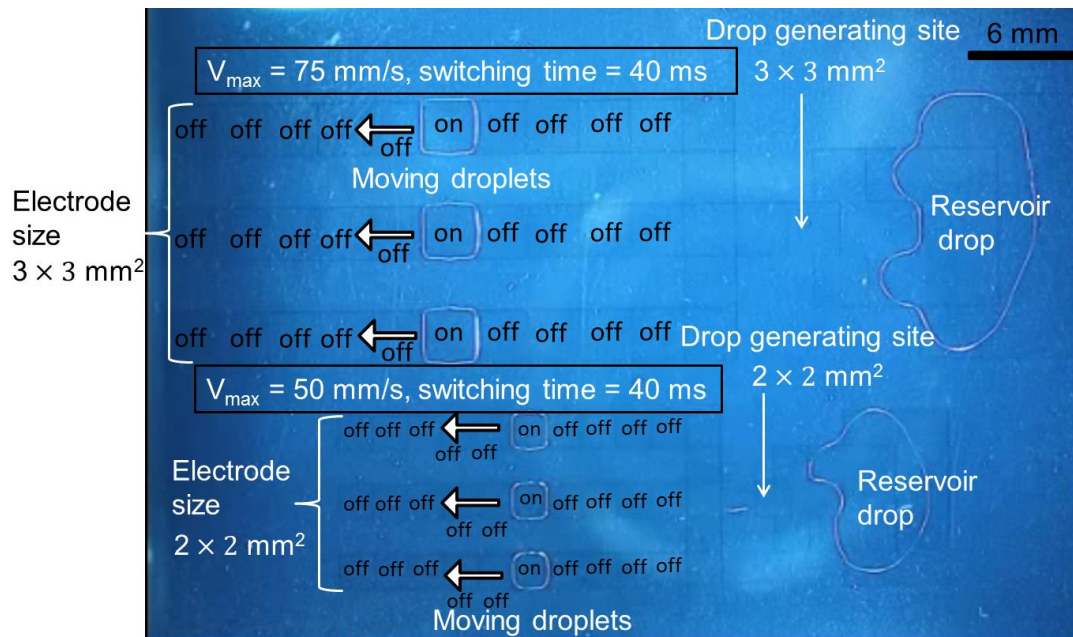 Drop generating site
3 × 3 mm²
6 mm
V_max = 75 mm/s, switching time = 40 ms
off off off off off on off off off off
Moving droplets
Electrode
size
3 × 3 mm²
off off off off off on off off off off
Reservoir
drop
off off off off off on off off off off
Drop generating site
2 × 2 mm²
V_max = 50 mm/s, switching time = 40 ms
off off off on off off off off
off off
Electrode
size
2 × 2 mm²
off off off on off off off off
off off
Reservoir
drop
off off off on off off off off
off off
Moving droplets